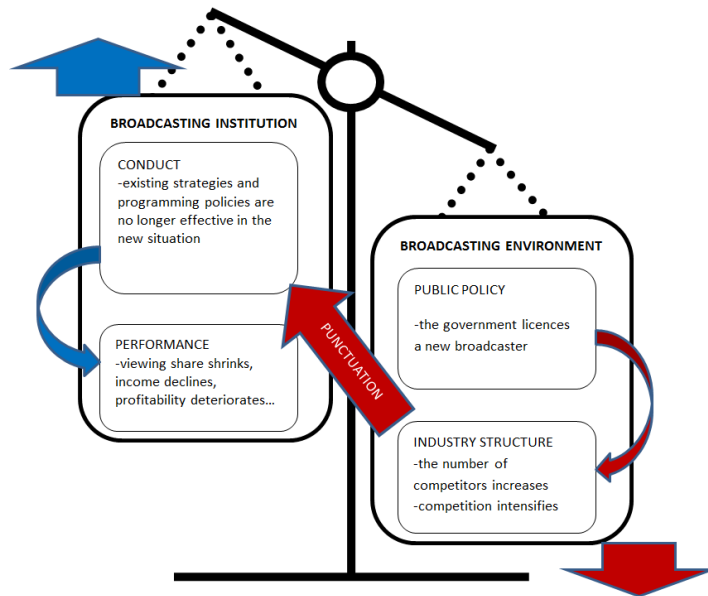 BROADCASTING INSTITUTION
CONDUCT
-existing strategies and
programming policies are
no longer effective in the
new situation
PERFORMANCE
-viewing share shrinks,
income declines,
profitability deteriorates...
PUNCTUATION
BROADCASTING ENVIRONMENT
PUBLIC POLICY
-the government licences
a new broadcaster
INDUSTRY STRUCTURE
-the number of
competitors increases
-competition intensifies